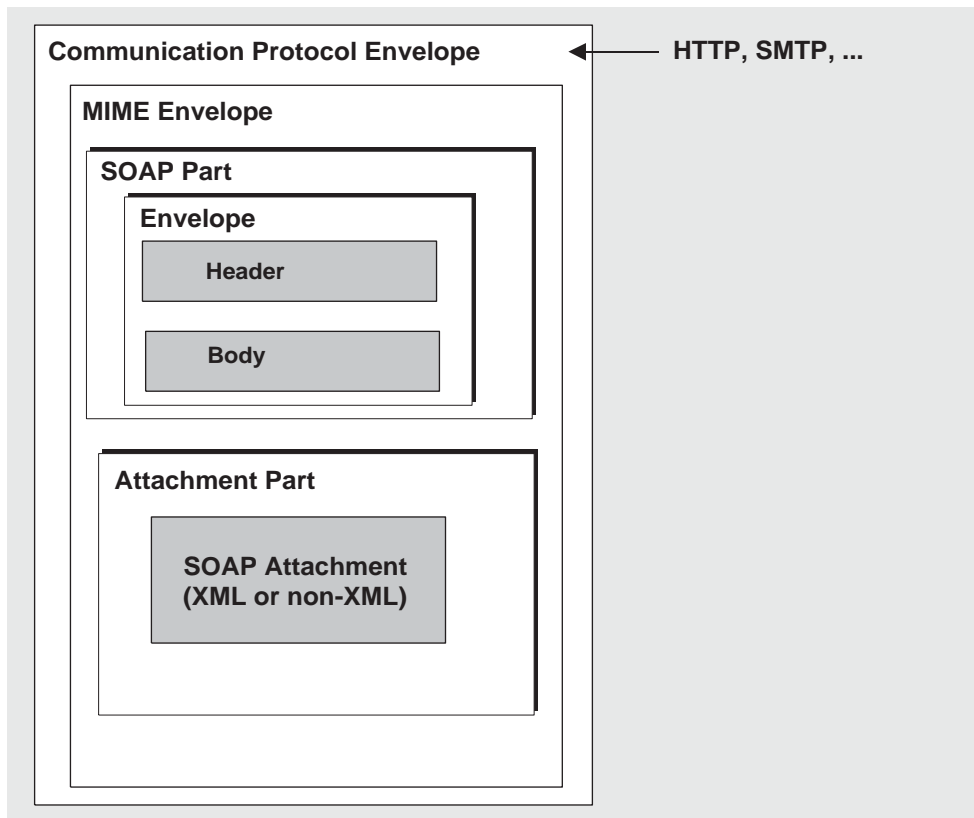 Communication Protocol Envelope
HTTP, SMTP, ...
MIME Envelope
SOAP Part
Envelope
Header
Body
Attachment Part
SOAP Attachment
(XML or non-XML)